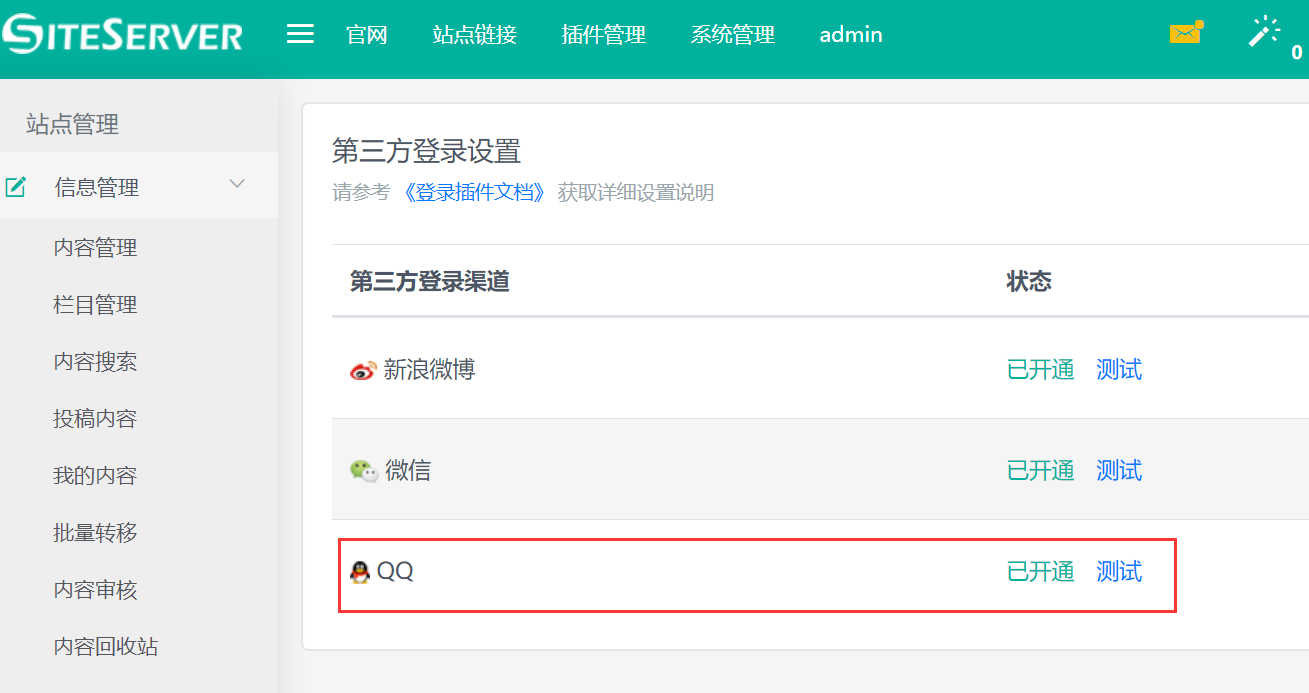 SITESERVER 官网 站点链接 插件管理 系统管理 admin 0
站点管理
信息管理
内容管理
栏目管理
内容搜索
投稿内容
我的内容
批量转移
内容审核
内容回收站
第三方登录设置
请参考 《登录插件文档》 获取详细设置说明
第三方登录渠道 状态
新浪微博 已开通 测试
微信 已开通 测试
QQ 已开通 测试